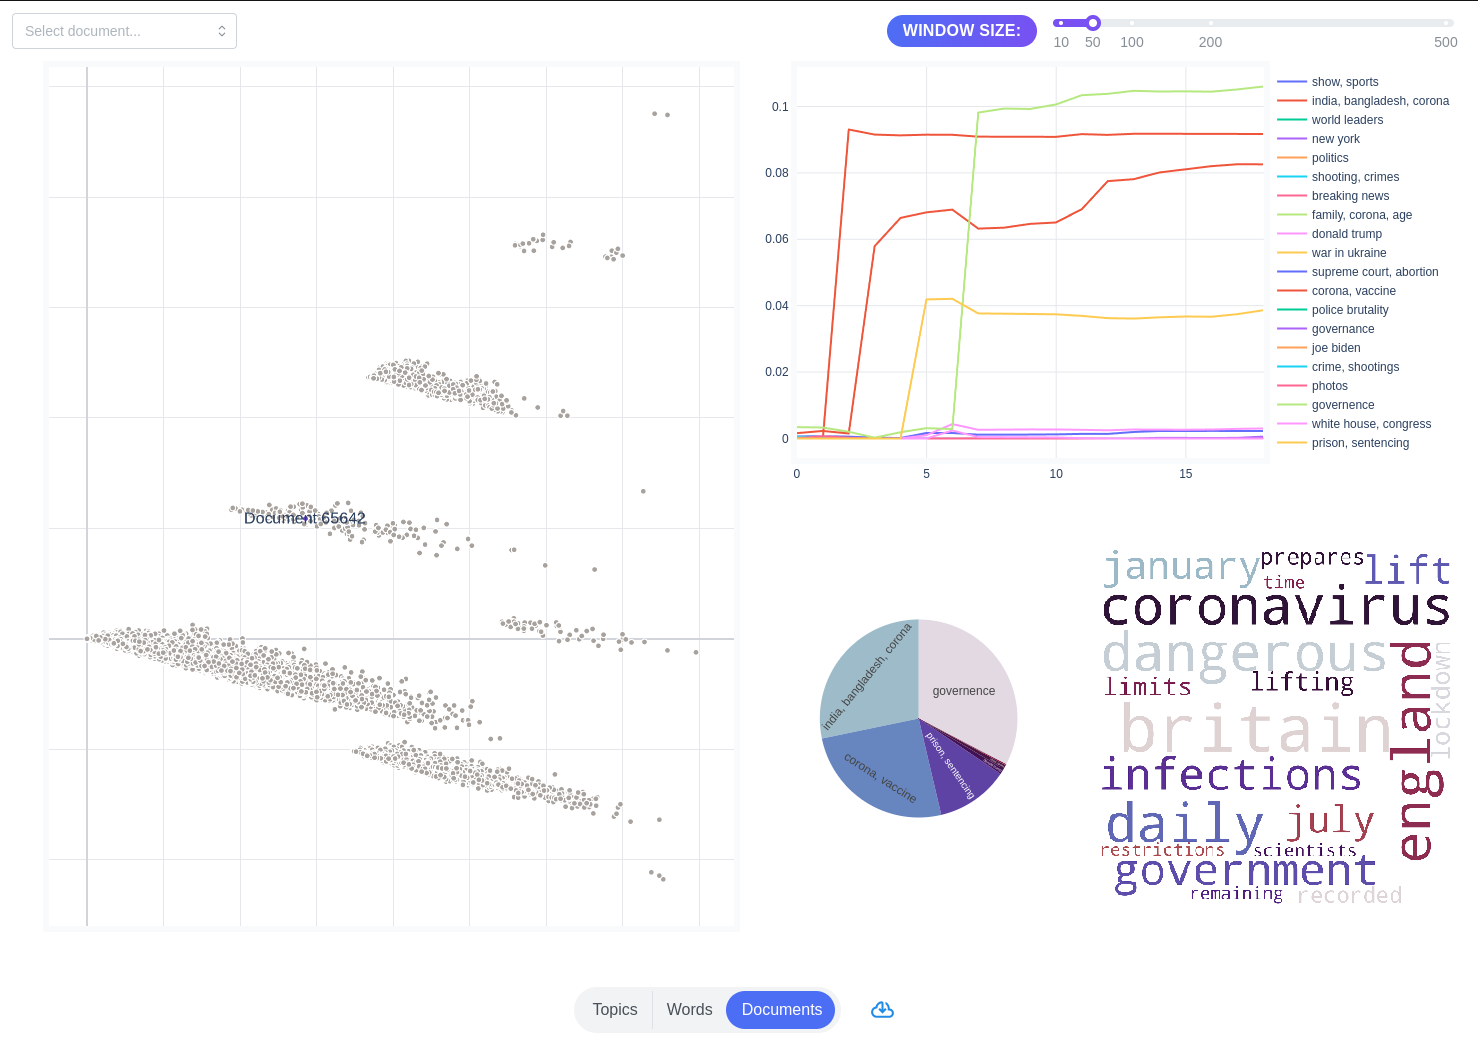 Select document...
WINDOW SIZE:
10 50 100 200 500
0.1
0.08
0.06
0.04
0.02
0
0 5 10 15
show, sports
india, bangladesh, corona
world leaders
new york
politics
shooting, crimes
breaking news
family, corona, age
donald trump
war in ukraine
supreme court, abortion
corona, vaccine
police brutality
governance
joe biden
crime, shootings
photos
governence
white house, congress
prison, sentencing
Document 65642
india, bangladesh, corona
governence
corona, vaccine
prison, sentencing
january
prepares
lift
time
coronavirus
dangerous
limits
lifting
england
lockdown
britain
infections
daily
july
restrictions
scientists
government
remaining
recorded
Topics Words Documents